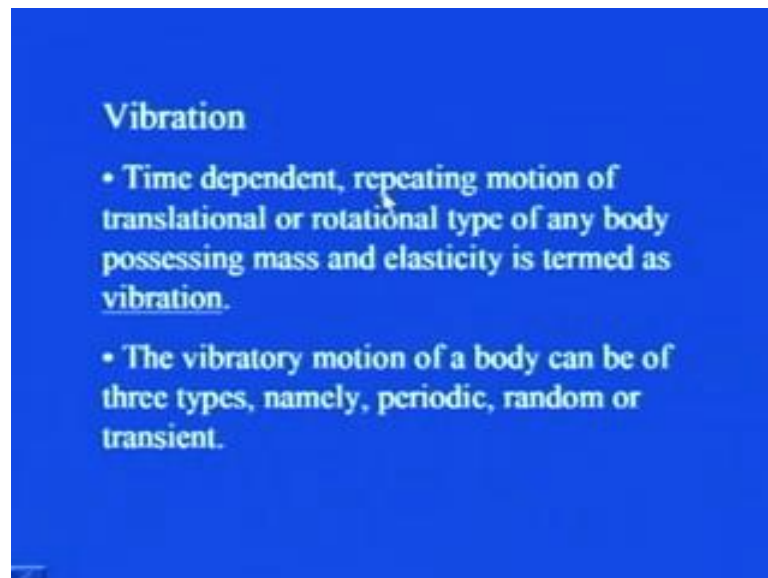 Vibration
• Time dependent, repeating motion of
translational or rotational type of any body
possessing mass and elasticity is termed as
vibration.
• The vibratory motion of a body can be of
three types, namely, periodic, random or
transient.